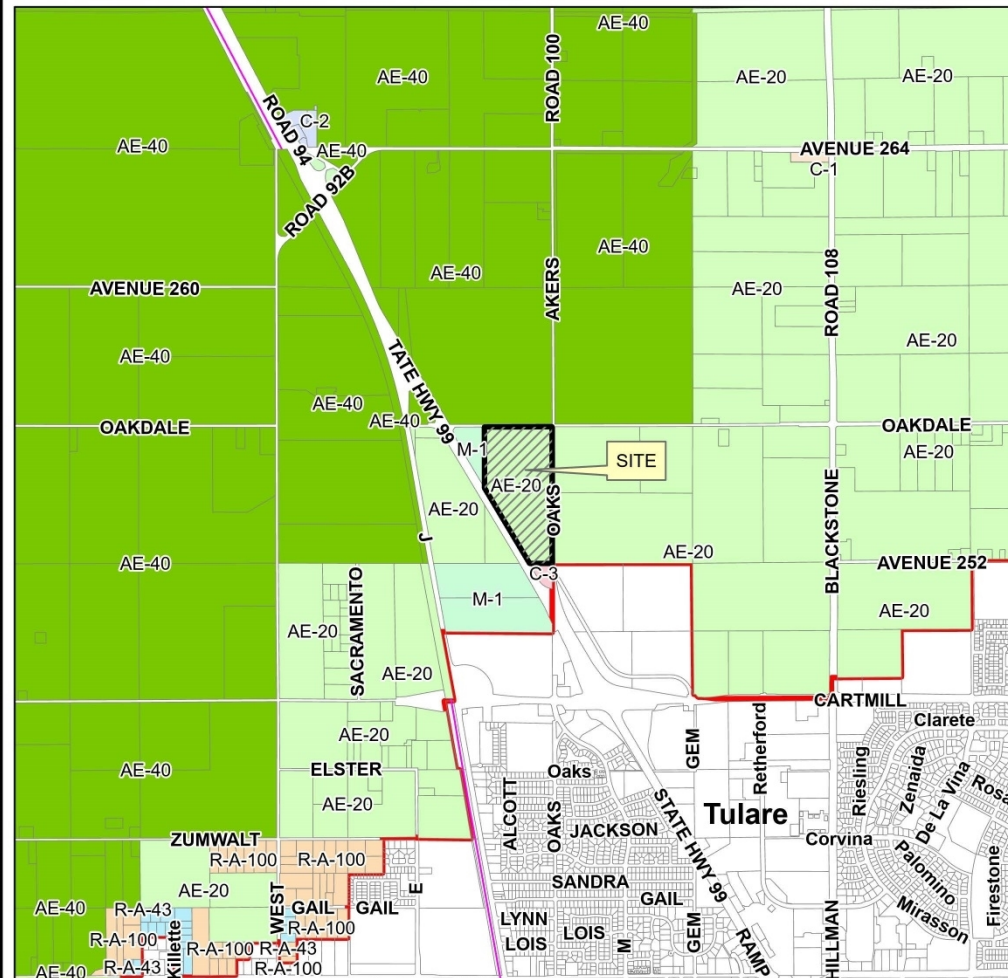 AE-40
ROAD 100
AE-40
AE-20
AE-20
ROAD 94
C-2
AE-40
AE-40
AVENUE 264
C-1
ROAD 92B
AE-40
AE-40
AVENUE 260
AKERS
AE-20
ROAD 108
AE-20
AE-40
TATE HWY 99
AE-40
AE-40
OAKDALE
OAKDALE
M-1
AE-20
SITE
AE-20
AE-20
OAKS
J
AE-20
BLACKSTONE
AVENUE 252
AE-40
C-3
M-1
AE-20
SACRAMENTO
AE-20
AE-20
CARTMILL
AE-20
GEM
Retherford
Clarete
AE-40
ELSTER
Oaks
Riesling
Zenaida
De La Vina
Rosa
AE-20
ALCOTT
OAKS
JACKSON
STATE HWY 99
Tulare
Corvina
ZUMWALT
R-A-100
R-A-100
SANDRA
Palomino
Firestone
AE-20
WEST
E
GAIL
GAIL
GAIL
Mirasson
AE-40
R-A-43
R-A-100
LYNN
LOIS
GEM
R-A-100
Killette
R-A-100
R-A-43
LOIS
M
RAMP
HILLMAN
AE-40
R-A-43
R-A-100